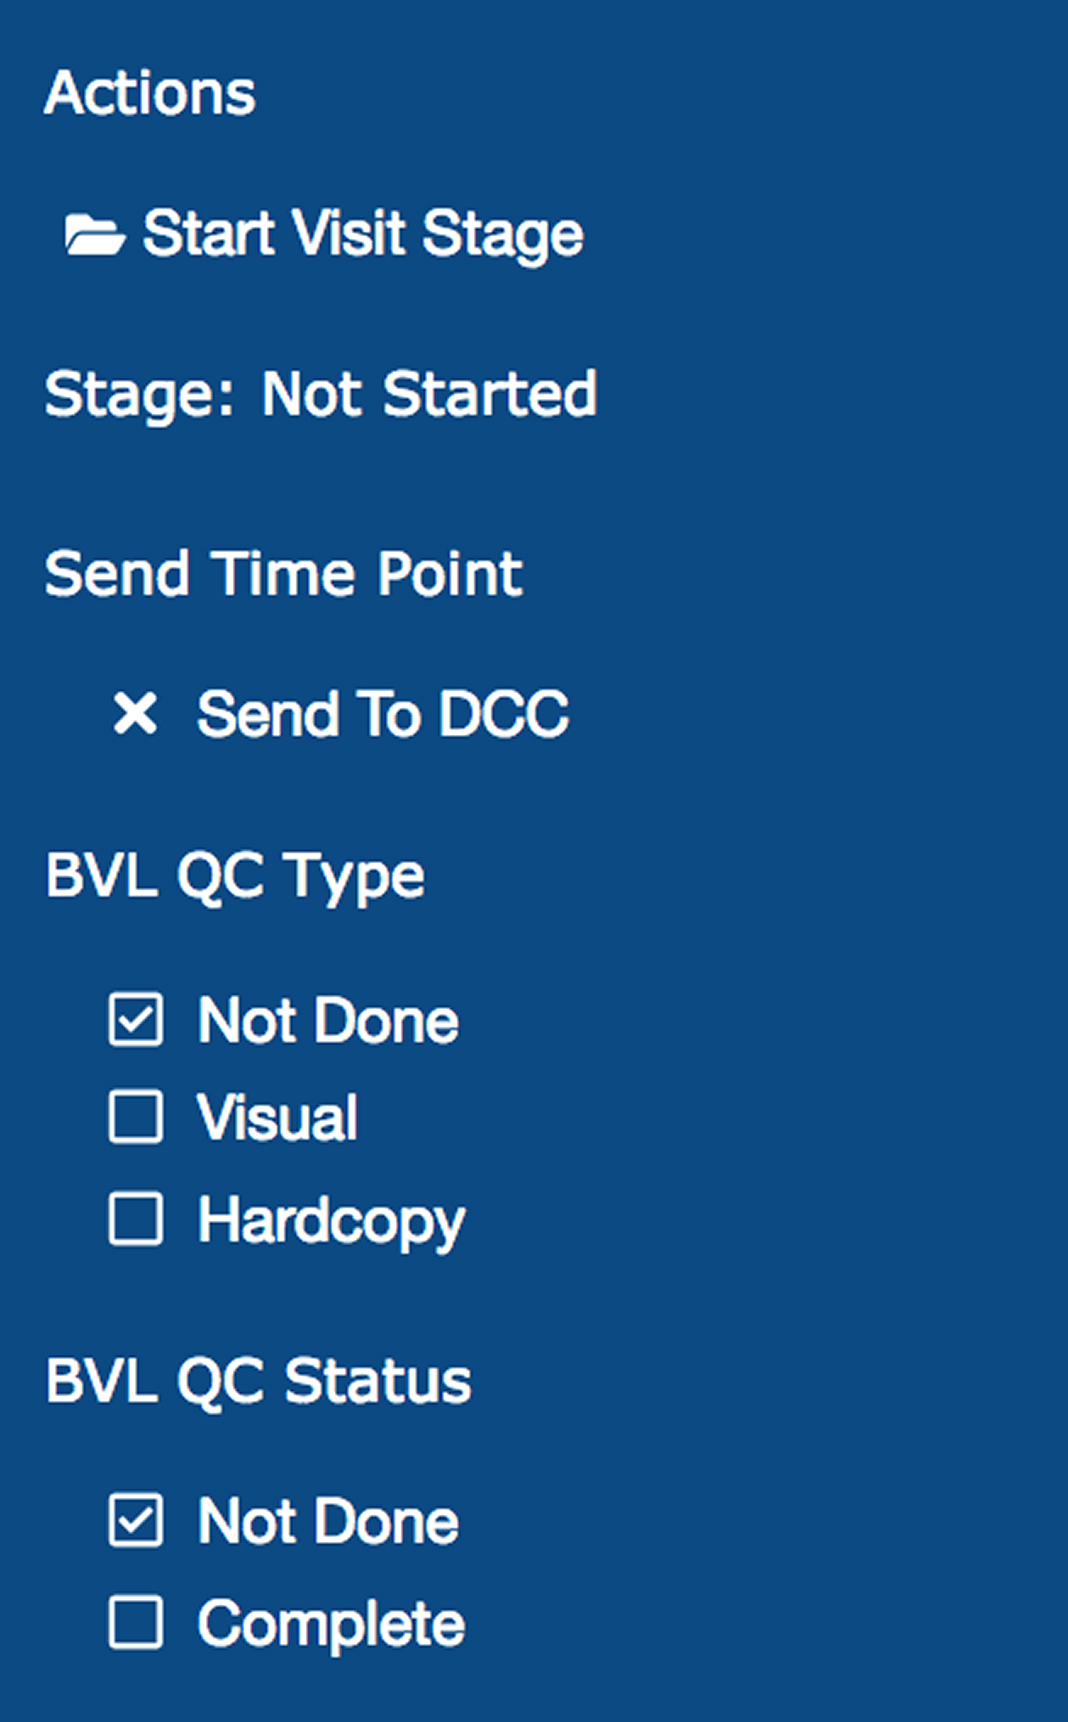 Actions
Start Visit Stage
Stage: Not Started
Send Time Point
Send To DCC
BVL QC Type
Not Done
Visual
Hardcopy
BVL QC Status
Not Done
Complete